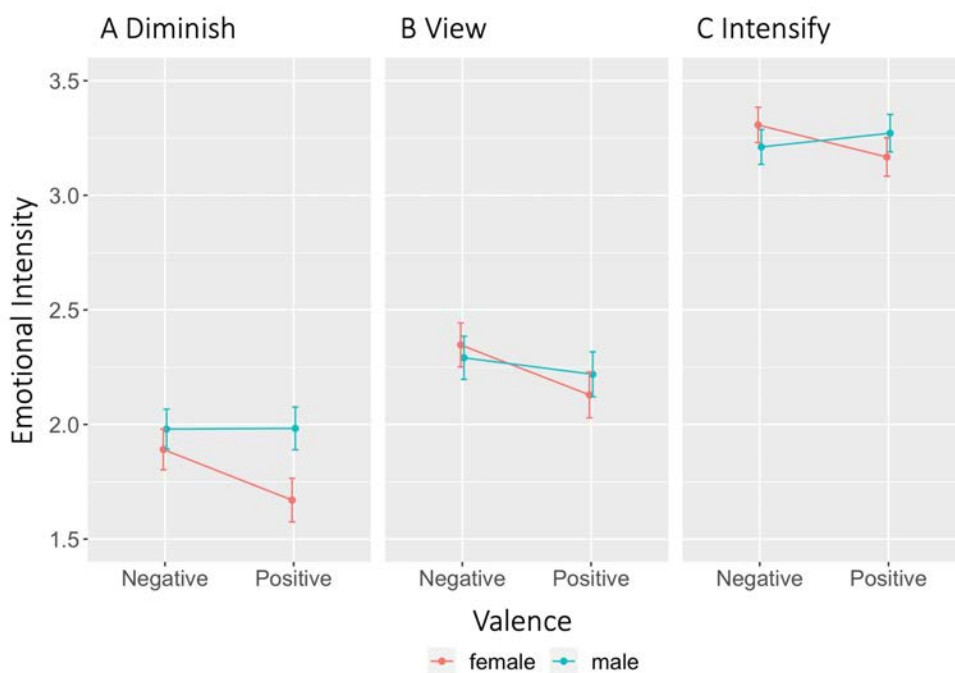 A Diminish
B View
C Intensify
Emotional Intensity
3.5
3.0
2.5
2.0
1.5
Negative Positive
Negative Positive
Negative Positive
Valence
female male